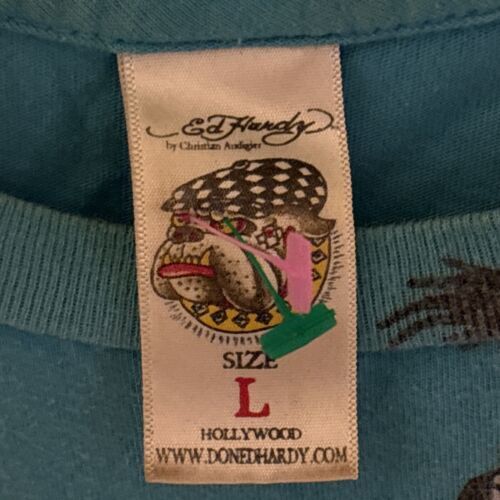 Ed Hardy
by Christian Audigier
SIZE
L
HOLLYWOOD
WWW.DONEDHARDY.COM